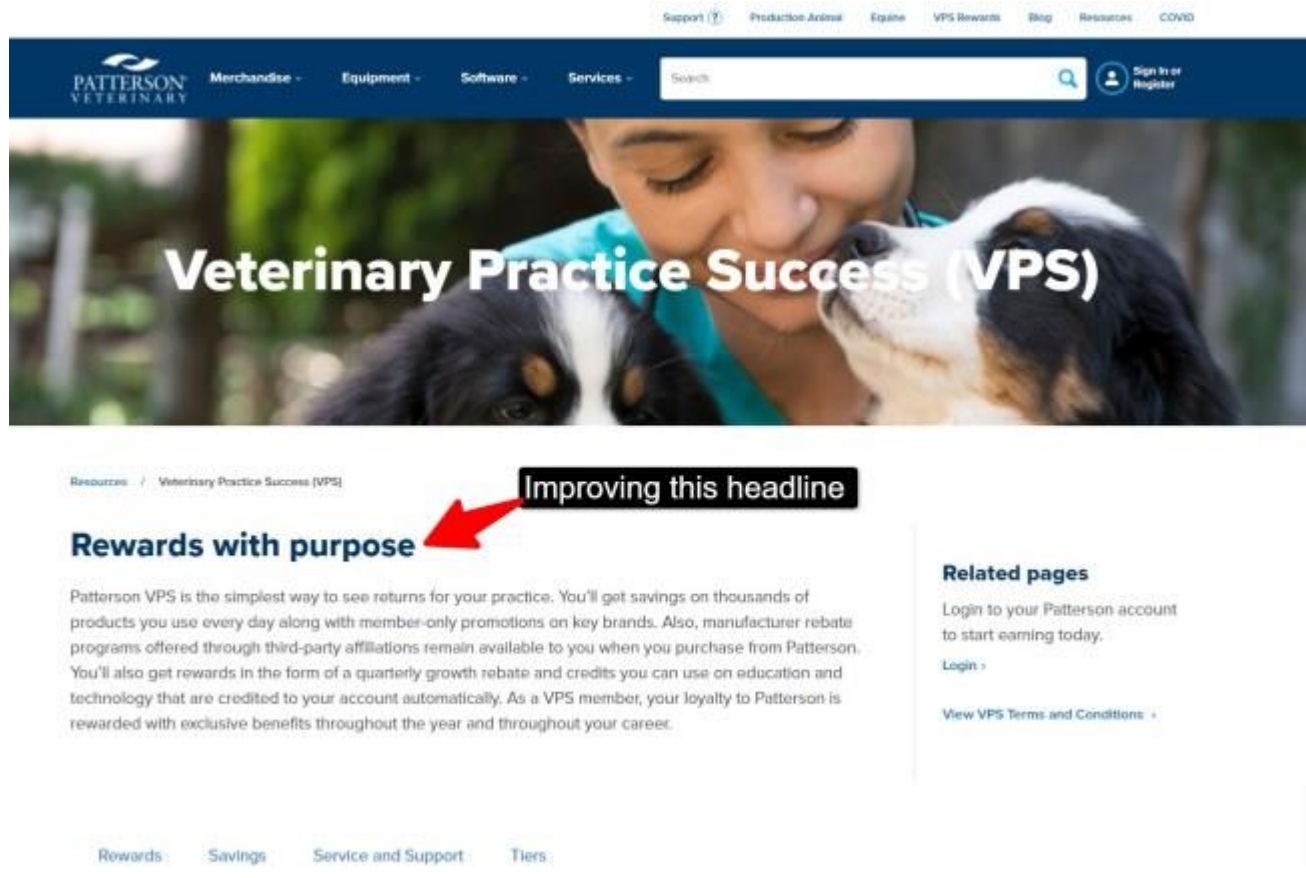 Support ? Production Animal Equine VPS Rewards Blog Resources COVID
PATTERSON
VETERINARY
Merchandise Equipment Software Services Search Sign In or
Register
Veterinary Practice Success (VPS)
Resources / Veterinary Practice Success (VPS)
Improving this headline
Rewards with purpose
Patterson VPS is the simplest way to see returns for your practice. You'll get savings on thousands of
products you use every day along with member-only promotions on key brands. Also, manufacturer rebate
programs offered through third-party affiliations remain available to you when you purchase from Patterson.
You'll also get rewards in the form of a quarterly growth rebate and credits you can use on education and
technology that are credited to your account automatically. As a VPS member, your loyalty to Patterson is
rewarded with exclusive benefits throughout the year and throughout your career.
Related pages
Login to your Patterson account
to start earning today.
Login ›
View VPS Terms and Conditions ›
Rewards Savings Service and Support Tiers